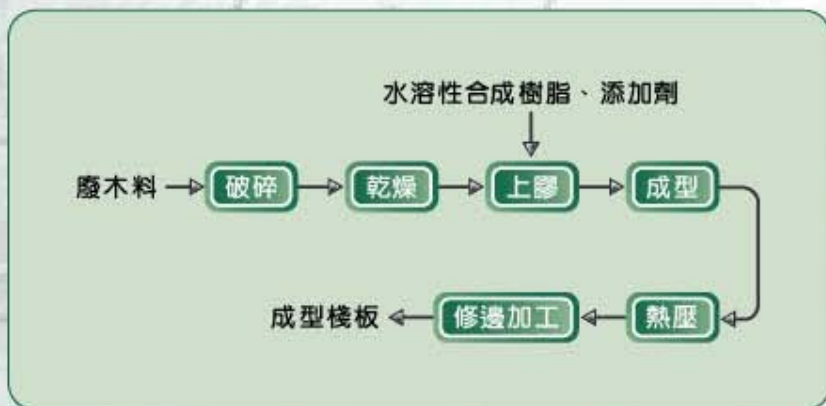 水溶性合成樹脂、添加劑
廢木料
破碎
乾燥
上膠
成型
熱壓
修邊加工
成型棧板